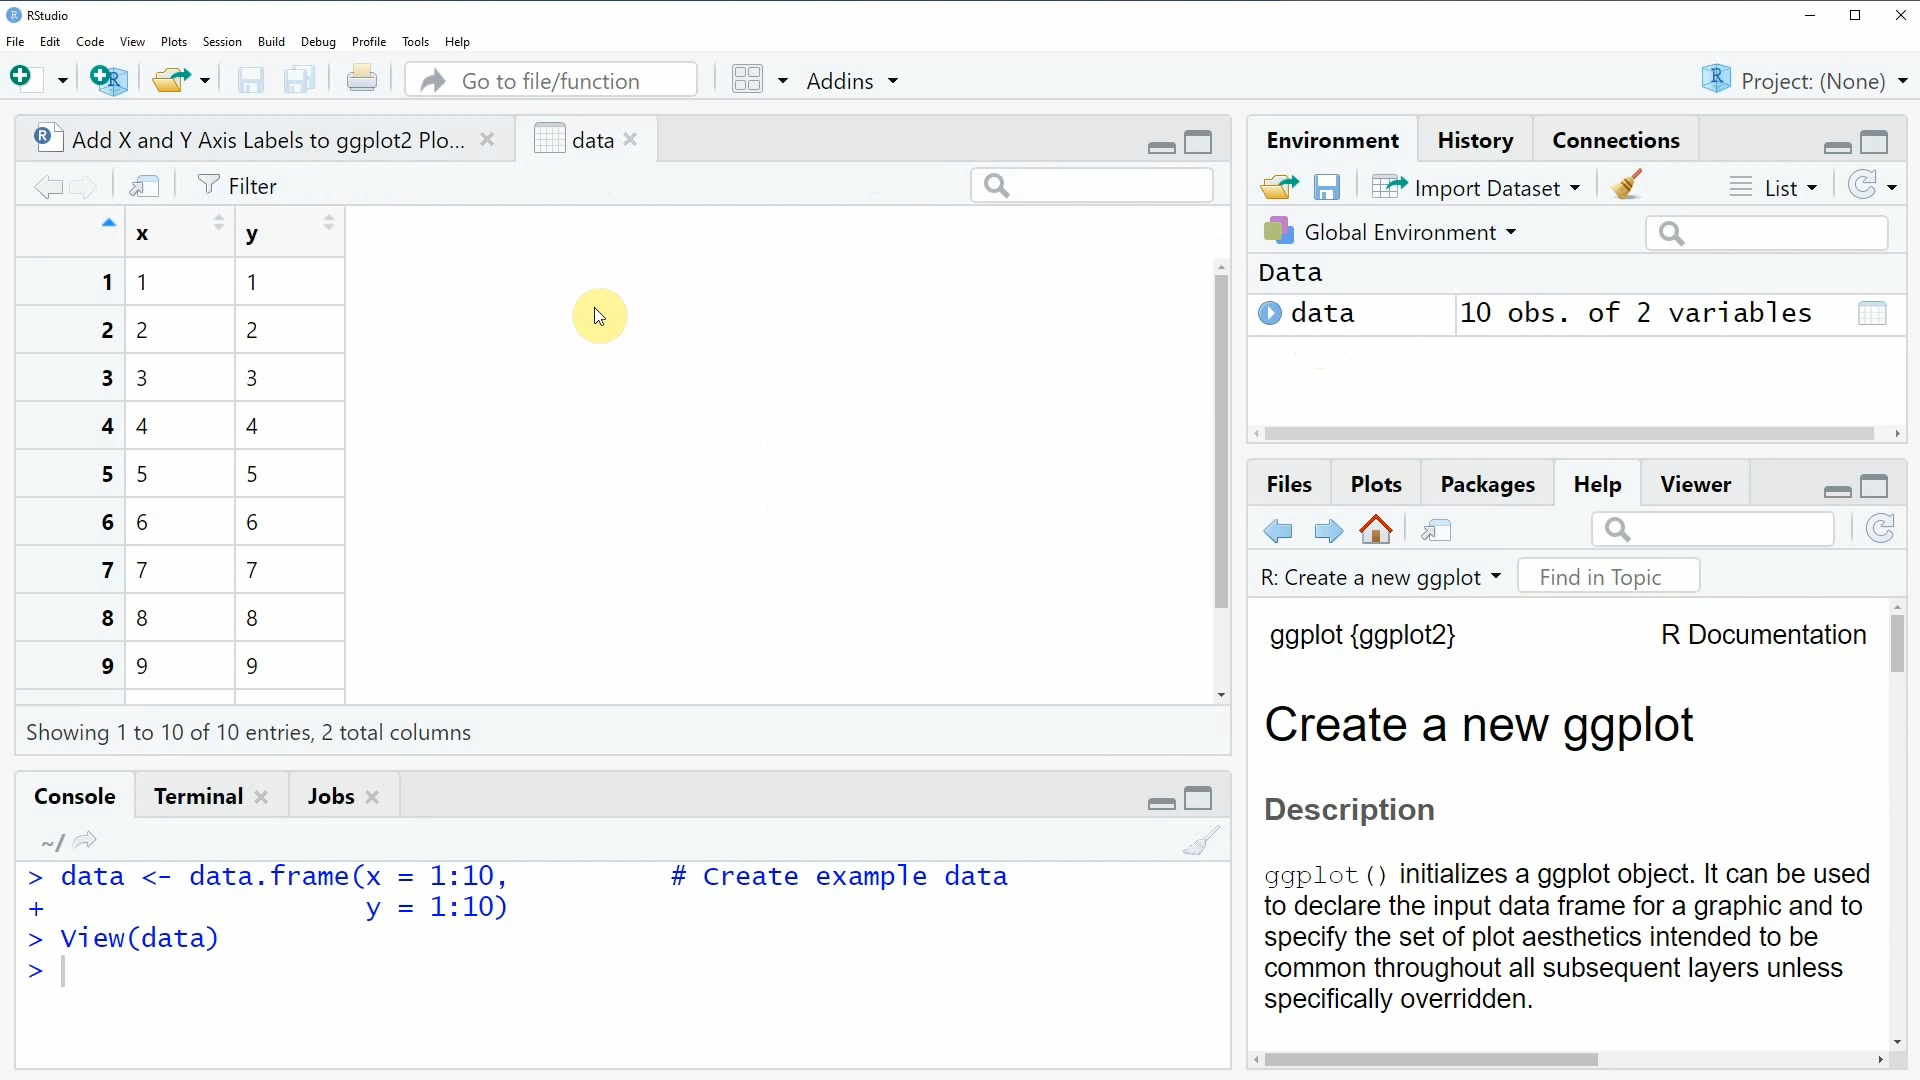 RStudio
File Edit Code View Plots Session Build Debug Profile Tools Help
Go to file/function Addins Project: (None)
Add X and Y Axis Labels to ggplot2 Plo... data
Filter
x y
1 1 1
2 2 2
3 3 3
4 4 4
5 5 5
6 6 6
7 7 7
8 8 8
9 9 9
Showing 1 to 10 of 10 entries, 2 total columns
Console Terminal Jobs
~/
> data <- data.frame(x = 1:10,          # Create example data
+                    y = 1:10)
> View(data)
>
Environment History Connections
Import Dataset List
Global Environment
Data
data 10 obs. of 2 variables
Files Plots Packages Help Viewer
R: Create a new ggplot Find in Topic
ggplot {ggplot2} R Documentation
Create a new ggplot
Description
ggplot() initializes a ggplot object. It can be used
to declare the input data frame for a graphic and to
specify the set of plot aesthetics intended to be
common throughout all subsequent layers unless
specifically overridden.